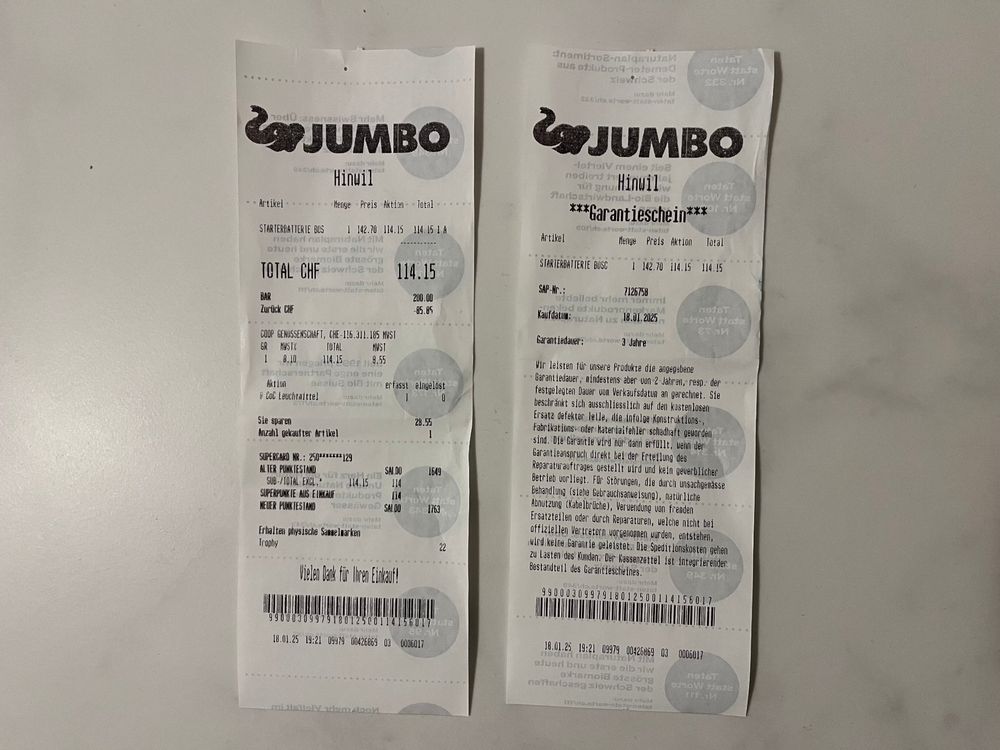 JUMBO
Hinwil
Artikel Menge Preis Aktion Total
STARTERBATTERIE BOS 1 142.70 114.15 114.15 1 A
TOTAL CHF 114.15
BAR 200.00
Zurück CHF -85.85
COOP GENOSSENSCHAFT, CHE-116.311.185 MWST
GR MWST% TOTAL MWST
1 8.10 114.15 8.55
Aktion erfasst eingelöst
# CoC Leuchtmittel 1 0
Sie sparen 28.55
Anzahl gekaufter Artikel 1
SUPERCARD NR.: 250*******129
ALTER PUNKTESTAND SALDO 1649
SUB-/TOTAL EXCL.* 114.15 114
SUPERPUNKTE AUS EINKAUF 114
NEUER PUNKTESTAND SALDO 1763
Erhalten physische Sammelmarken
Trophy 22
Vielen Dank für Ihren Einkauf!
9900030997918012500114156017
18.01.25 19:21 09979 00426869 03 0006017
JUMBO
Hinwil
***Garantieschein***
Artikel Menge Preis Aktion Total
STARTERBATTERIE BOSC 1 142.70 114.15 114.15
SAP-Nr.: 7126758
Kaufdatum: 18.01.2025
Garantiedauer: 3 Jahre
Wir leisten für unsere Produkte die angegebene
Garantiedauer, mindestens aber von 2 Jahren, resp. der
festgelegten Dauer vom Verkaufsdatum an gerechnet. Sie
beschränkt sich ausschliesslich auf den kostenlosen
Ersatz defekter Teile, die infolge Konstruktions-,
Fabrikations- oder Materialfehler schadhaft geworden
sind. Die Garantie wird nur dann erfüllt, wenn der
Garantieanspruch direkt bei der Erteilung des
Reparaturauftrages gestellt wird und kein gewerblicher
Betrieb vorliegt. Für Störungen, die durch unsachgemässe
Behandlung (siehe Gebrauchsanweisung), natürliche
Abnutzung (Kabelbrüche), Verwendung von fremden
Ersatzteilen oder durch Reparaturen, welche nicht bei
offiziellen Vertretern vorgenommen wurden, entstehen,
wird keine Garantie geleistet. Die Speditionskosten gehen
zu Lasten des Kunden. Der Kassenzettel ist integrierender
Bestandteil des Garantiescheines.
9900030997918012500114156017
18.01.25 19:21 09979 00426869 03 0006017